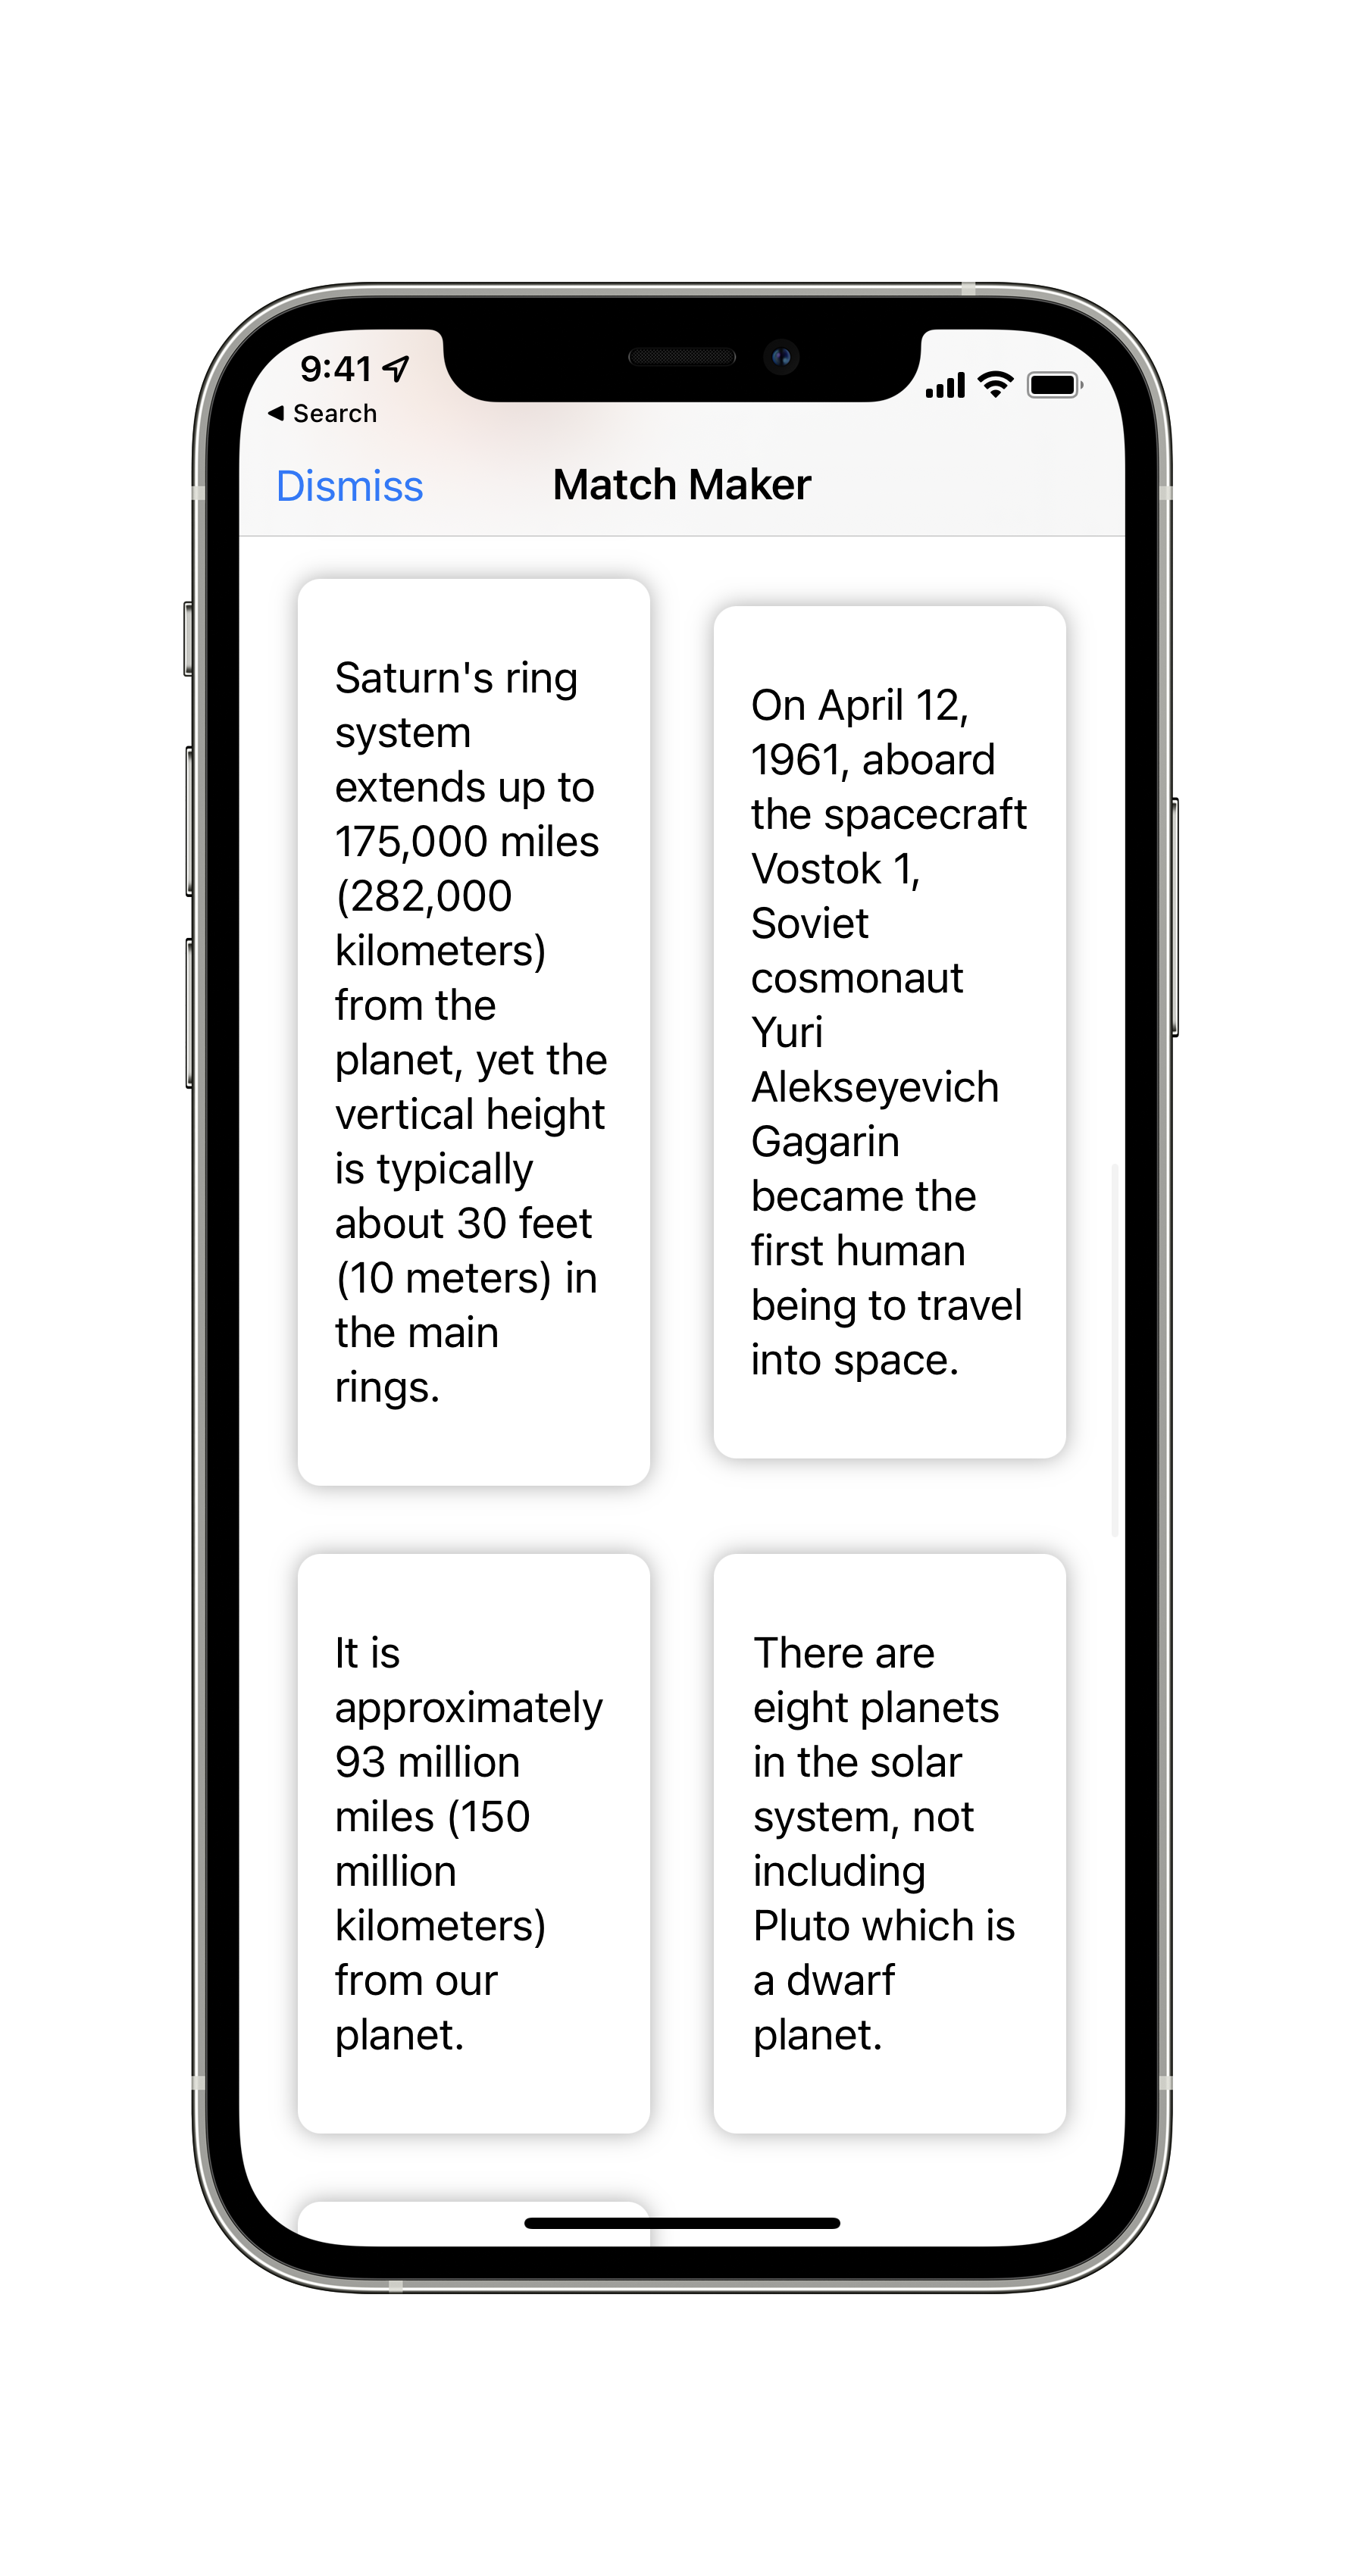 9:41
◀ Search
Dismiss
Match Maker
Saturn's ring
system
extends up to
175,000 miles
(282,000
kilometers)
from the
planet, yet the
vertical height
is typically
about 30 feet
(10 meters) in
the main
rings.
On April 12,
1961, aboard
the spacecraft
Vostok 1,
Soviet
cosmonaut
Yuri
Alekseyevich
Gagarin
became the
first human
being to travel
into space.
It is
approximately
93 million
miles (150
million
kilometers)
from our
planet.
There are
eight planets
in the solar
system, not
including
Pluto which is
a dwarf
planet.